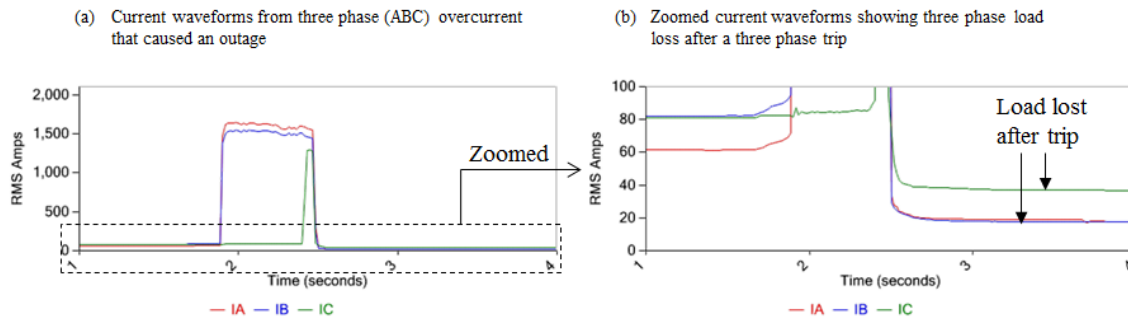 (a) Current waveforms from three phase (ABC) overcurrent
that caused an outage
2,000
1,500
1,000
500
0
RMS Amps
1
2
3
4
Time (seconds)
IA IB IC
Zoomed
(b) Zoomed current waveforms showing three phase load
loss after a three phase trip
100
80
60
40
20
0
RMS Amps
Load lost
after trip
1
2
3
4
Time (seconds)
IA IB IC